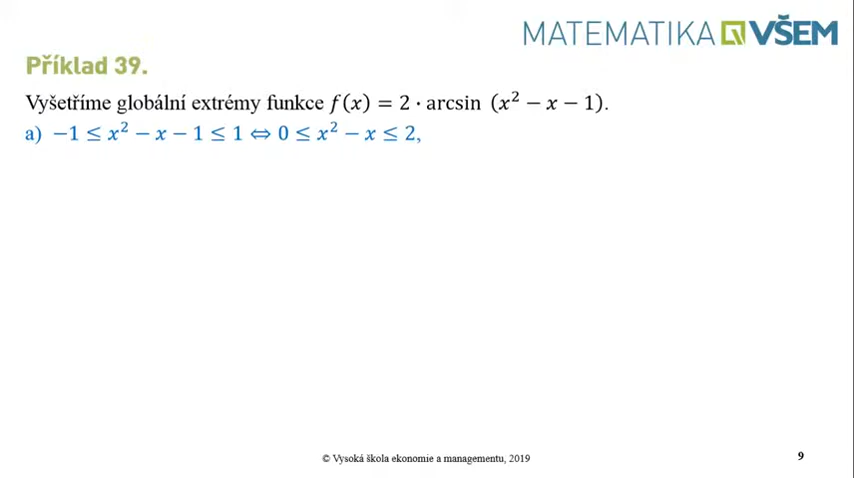 MATEMATIKA VŠEM
Příklad 39.
Vyšetříme globální extrémy funkce f(x) = 2 · arcsin (x² − x − 1).
a) −1 ≤ x² − x − 1 ≤ 1 ⇔ 0 ≤ x² − x ≤ 2,
© Vysoká škola ekonomie a managementu, 2019
9